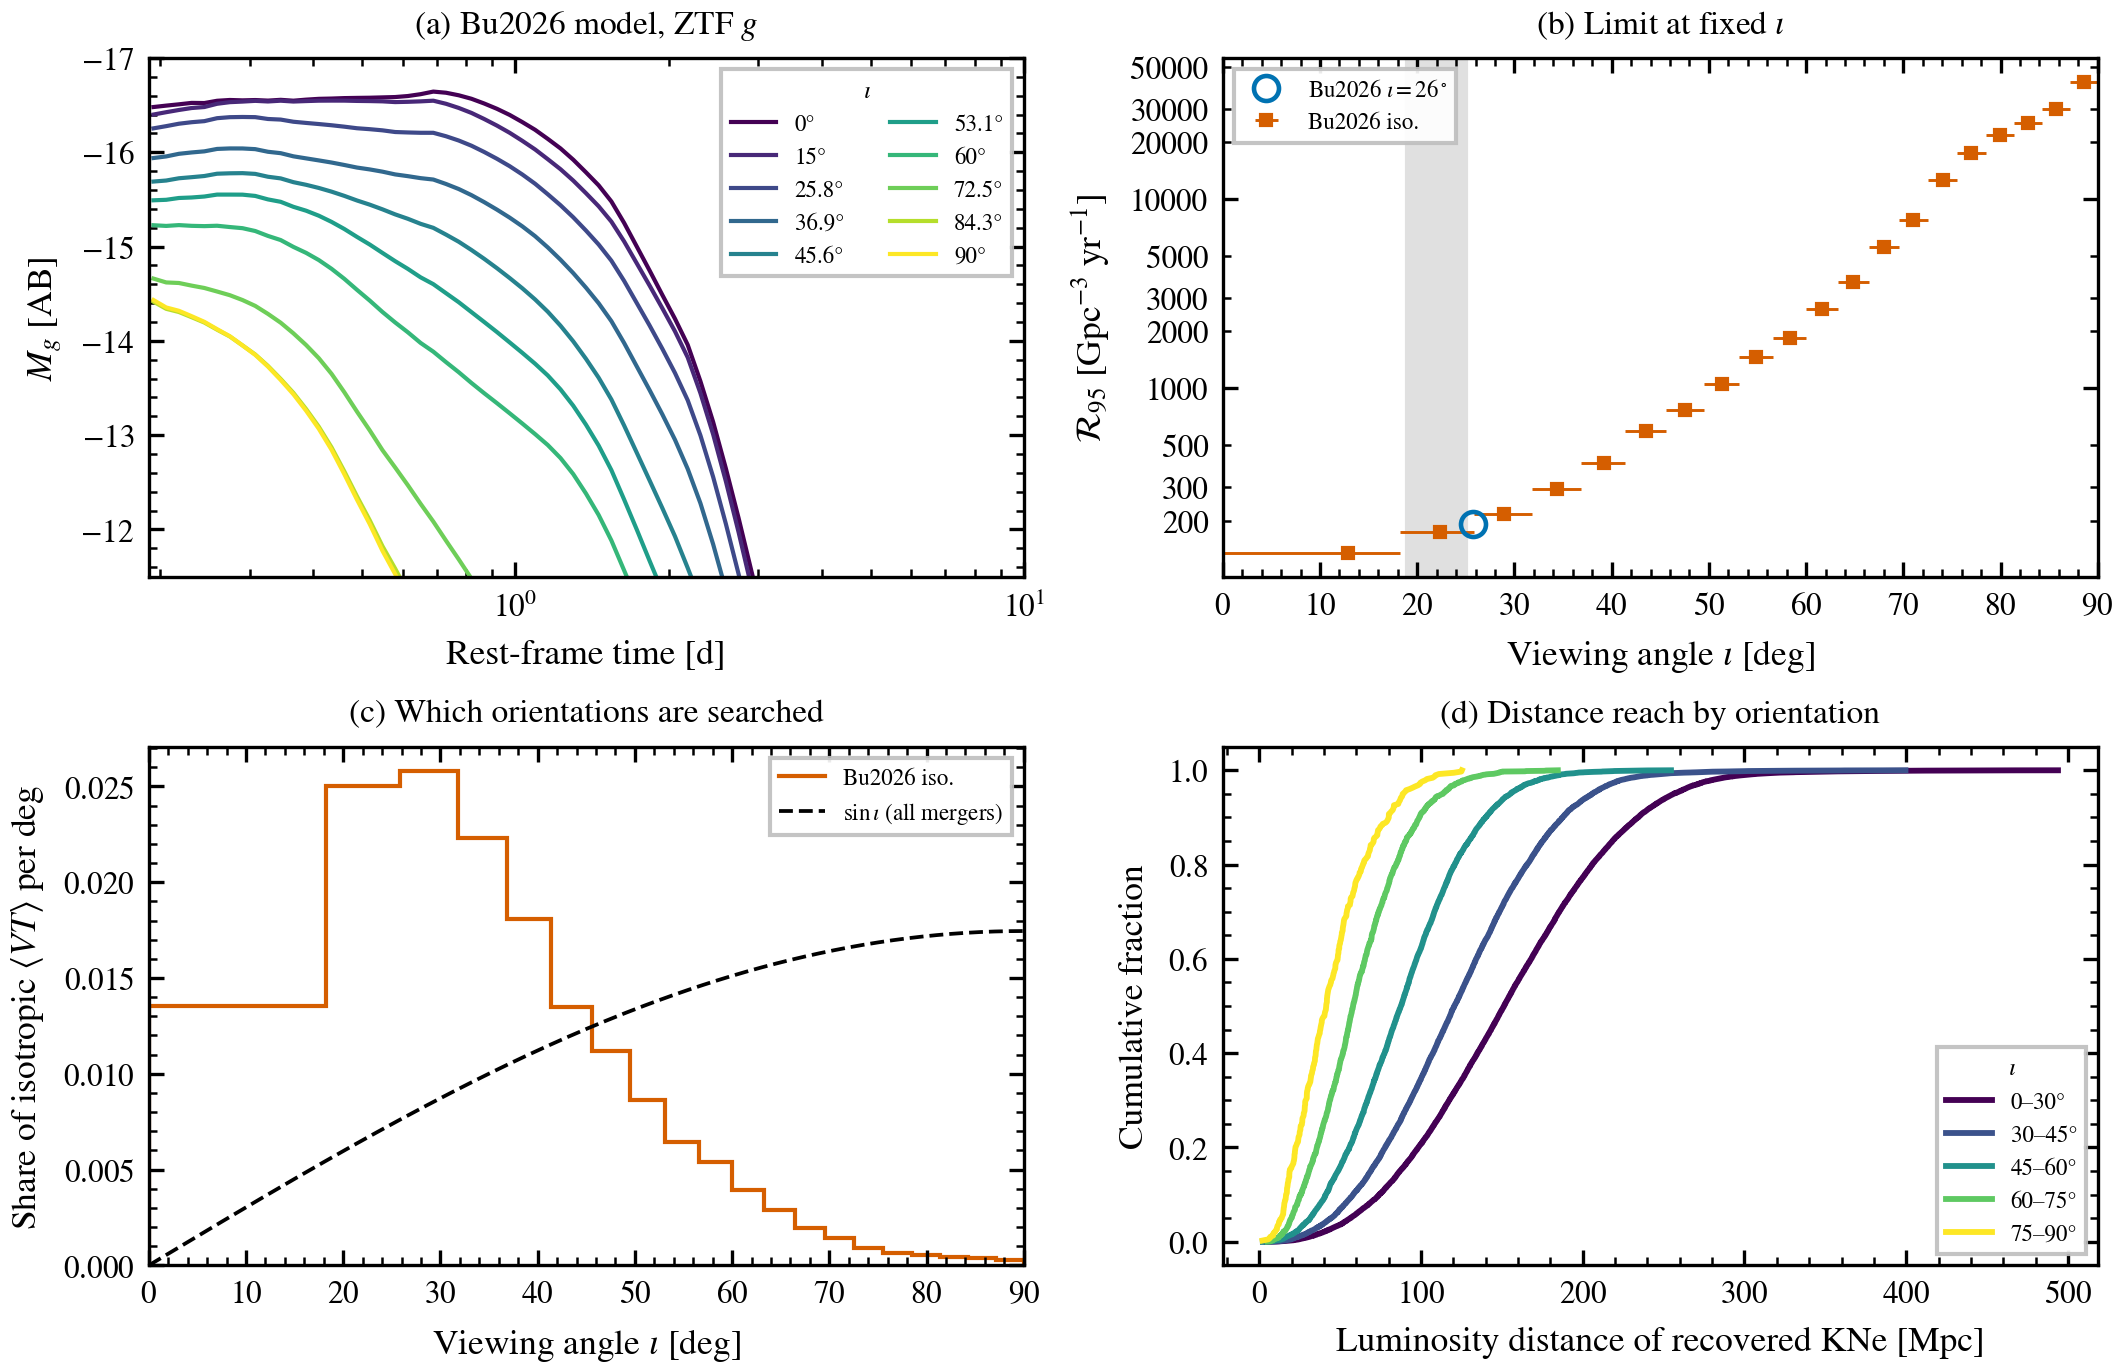 (a) Bu2026 model, ZTF g
−17
−16
−15
−14
−13
−12
M_g [AB]
10⁰
10¹
Rest-frame time [d]
ι
0°
15°
25.8°
36.9°
45.6°
53.1°
60°
72.5°
84.3°
90°
(b) Limit at fixed ι
50000
30000
20000
10000
5000
3000
2000
1000
500
300
200
ℛ₉₅ [Gpc⁻³ yr⁻¹]
0 10 20 30 40 50 60 70 80 90
Viewing angle ι [deg]
Bu2026 ι = 26°
Bu2026 iso.
(c) Which orientations are searched
0.025
0.020
0.015
0.010
0.005
0.000
Share of isotropic ⟨VT⟩ per deg
0 10 20 30 40 50 60 70 80 90
Viewing angle ι [deg]
Bu2026 iso.
sin ι (all mergers)
(d) Distance reach by orientation
1.0
0.8
0.6
0.4
0.2
0.0
Cumulative fraction
0 100 200 300 400 500
Luminosity distance of recovered KNe [Mpc]
ι
0–30°
30–45°
45–60°
60–75°
75–90°